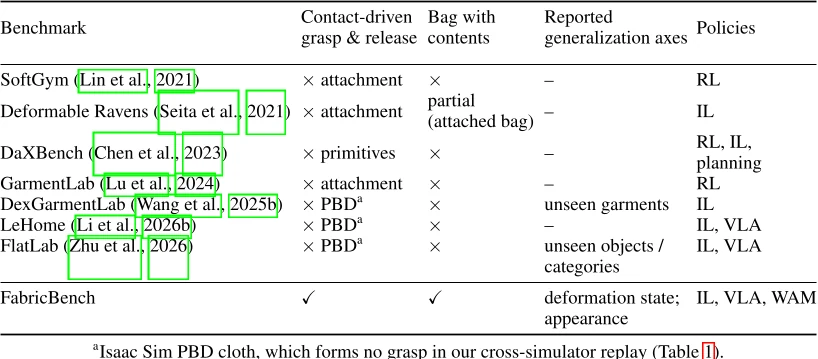 Benchmark Contact-driven grasp & release Bag with contents Reported generalization axes Policies
SoftGym (Lin et al., 2021) × attachment × – RL
Deformable Ravens (Seita et al., 2021) × attachment partial (attached bag) – IL
DaXBench (Chen et al., 2023) × primitives × – RL, IL, planning
GarmentLab (Lu et al., 2024) × attachment × – RL
DexGarmentLab (Wang et al., 2025b) × PBDᵃ × unseen garments IL
LeHome (Li et al., 2026b) × PBDᵃ × – IL, VLA
FlatLab (Zhu et al., 2026) × PBDᵃ × unseen objects / categories IL, VLA
FabricBench ✓ ✓ deformation state; appearance IL, VLA, WAM
ᵃIsaac Sim PBD cloth, which forms no grasp in our cross-simulator replay (Table 1).